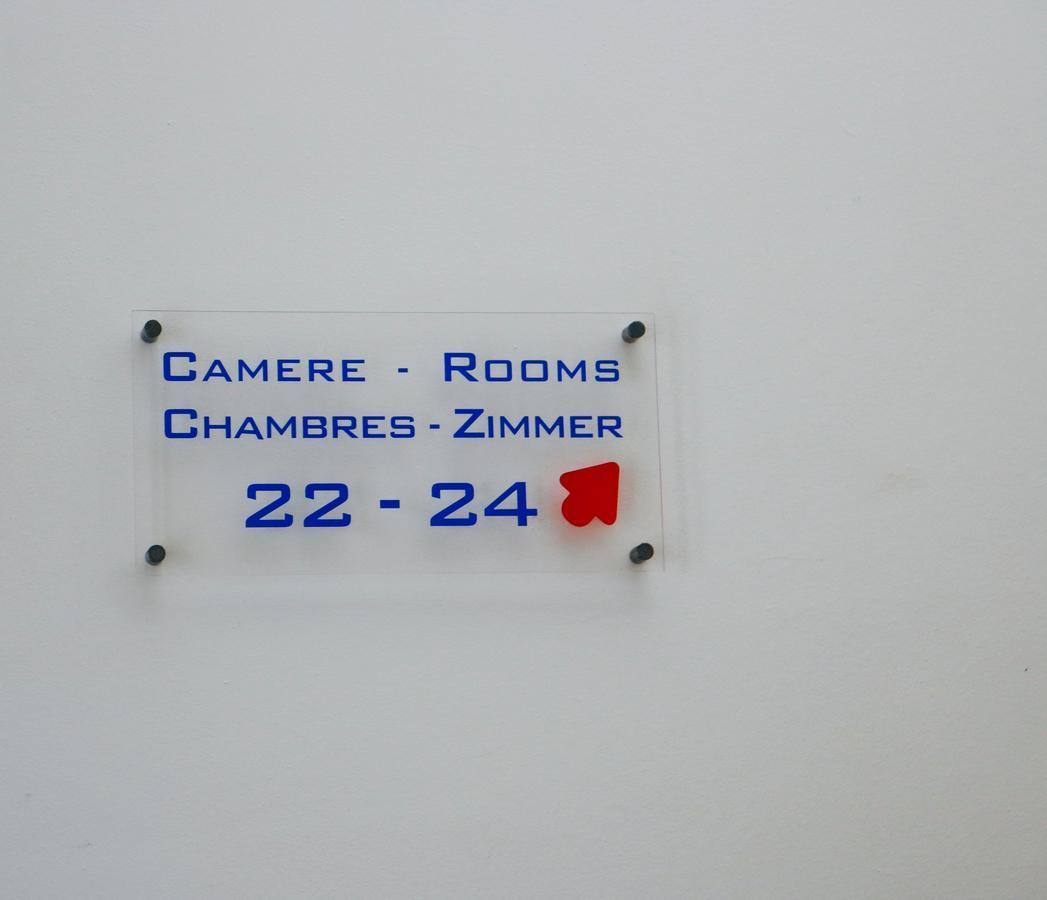 CAMERE - ROOMS
CHAMBRES - ZIMMER
22 - 24